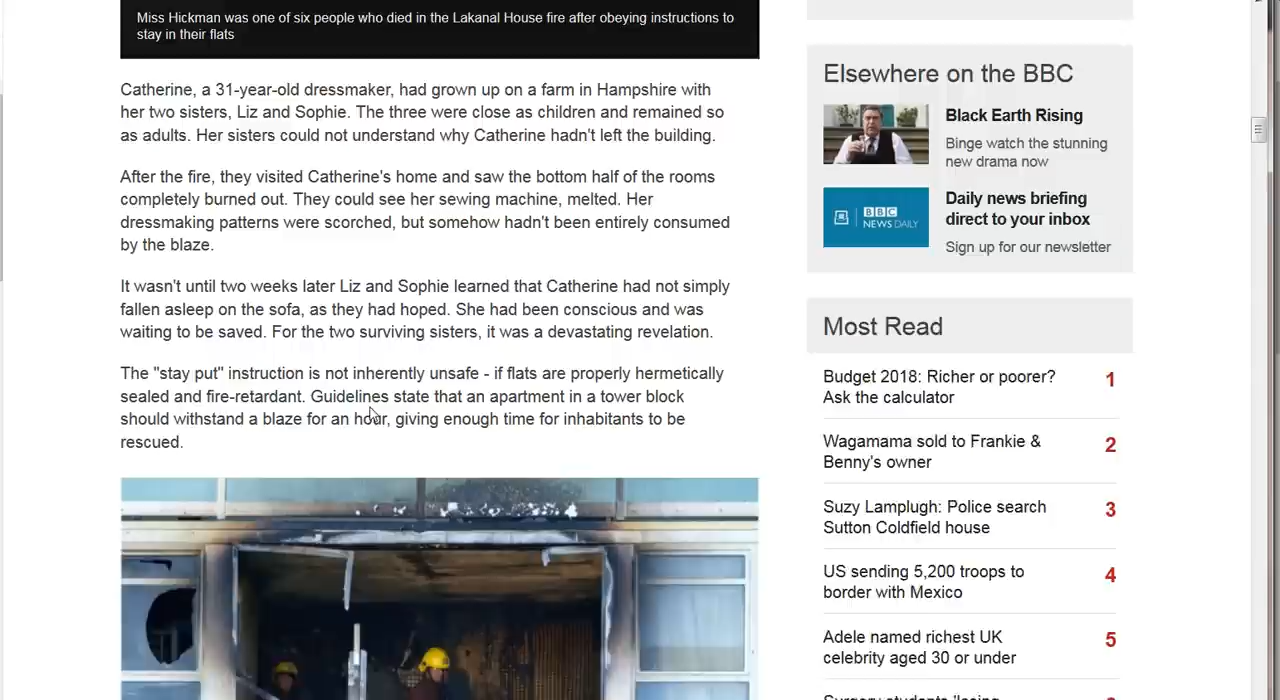 Miss Hickman was one of six people who died in the Lakanal House fire after obeying instructions to
stay in their flats
Catherine, a 31-year-old dressmaker, had grown up on a farm in Hampshire with
her two sisters, Liz and Sophie. The three were close as children and remained so
as adults. Her sisters could not understand why Catherine hadn't left the building.
After the fire, they visited Catherine's home and saw the bottom half of the rooms
completely burned out. They could see her sewing machine, melted. Her
dressmaking patterns were scorched, but somehow hadn't been entirely consumed
by the blaze.
It wasn't until two weeks later Liz and Sophie learned that Catherine had not simply
fallen asleep on the sofa, as they had hoped. She had been conscious and was
waiting to be saved. For the two surviving sisters, it was a devastating revelation.
The "stay put" instruction is not inherently unsafe - if flats are properly hermetically
sealed and fire-retardant. Guidelines state that an apartment in a tower block
should withstand a blaze for an hour, giving enough time for inhabitants to be
rescued.
Elsewhere on the BBC
Black Earth Rising
Binge watch the stunning
new drama now
BBC
NEWS DAILY
Daily news briefing
direct to your inbox
Sign up for our newsletter
Most Read
Budget 2018: Richer or poorer? 1
Ask the calculator
Wagamama sold to Frankie & 2
Benny's owner
Suzy Lamplugh: Police search 3
Sutton Coldfield house
US sending 5,200 troops to 4
border with Mexico
Adele named richest UK 5
celebrity aged 30 or under
Surgery students 'losing